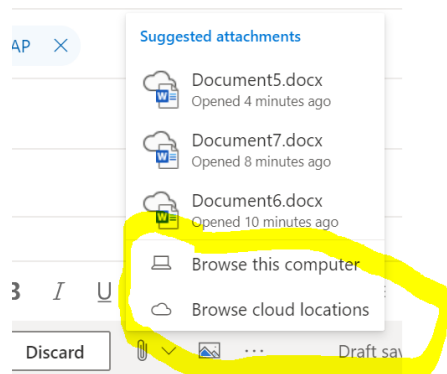 Suggested attachments
AP
Document5.docx
Opened 4 minutes ago
Document7.docx
Opened 8 minutes ago
Document6.docx
Opened 10 minutes ago
Browse this computer
B I U
Browse cloud locations
Discard
Draft sav